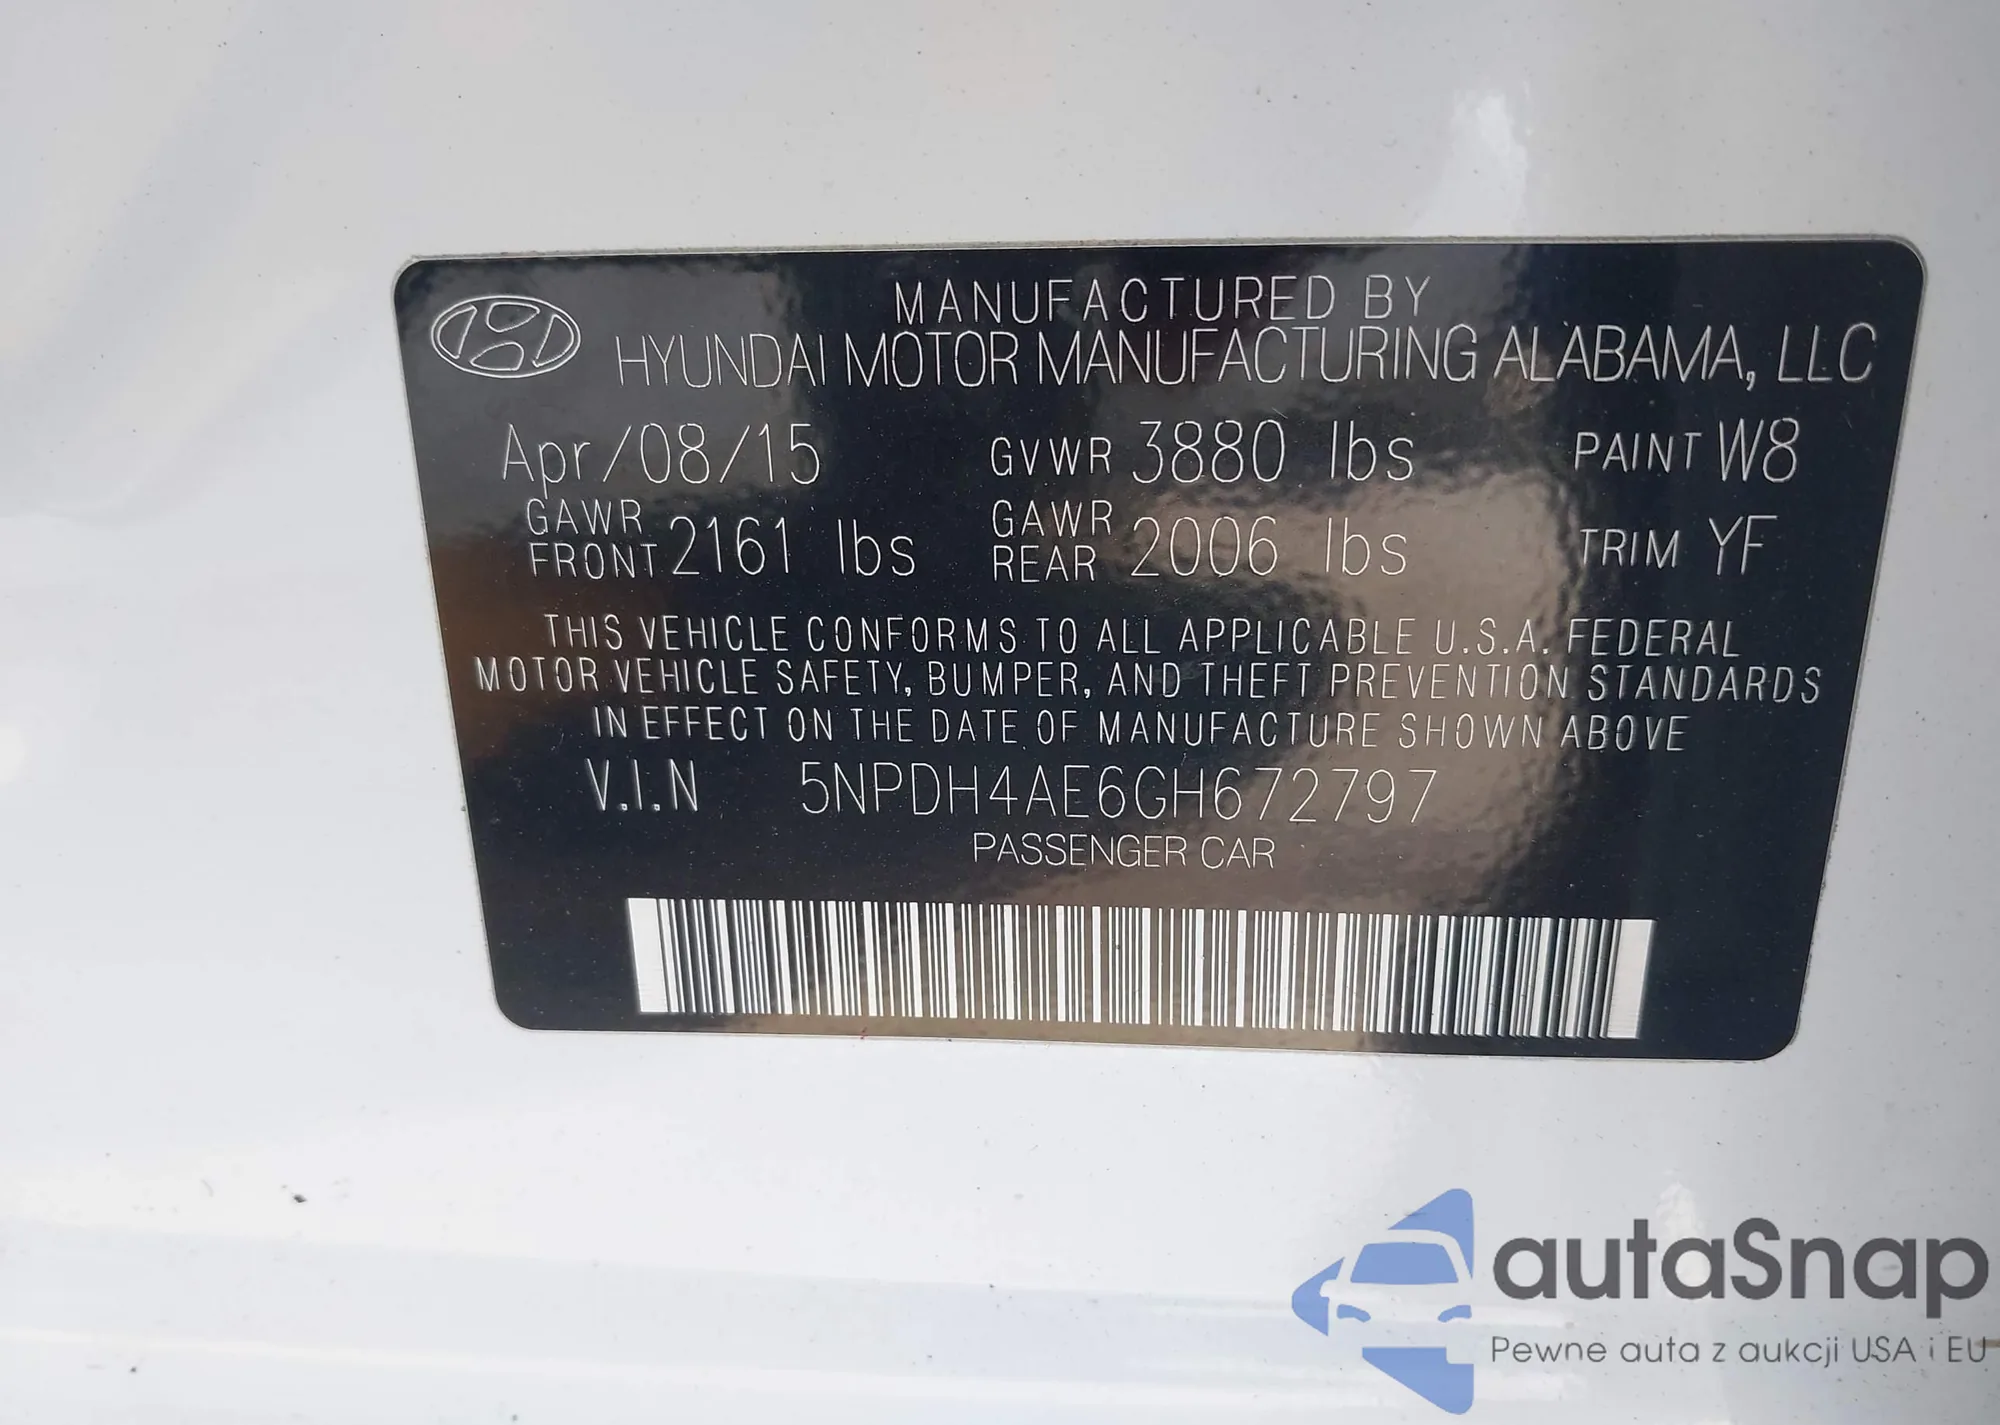 MANUFACTURED BY
HYUNDAI MOTOR MANUFACTURING ALABAMA, LLC
Apr/08/15 GVWR 3880 lbs PAINT W8
GAWR FRONT 2161 lbs GAWR REAR 2006 lbs TRIM YF
THIS VEHICLE CONFORMS TO ALL APPLICABLE U.S.A. FEDERAL
MOTOR VEHICLE SAFETY, BUMPER, AND THEFT PREVENTION STANDARDS
IN EFFECT ON THE DATE OF MANUFACTURE SHOWN ABOVE
V.I.N 5NPDH4AE6GH672797
PASSENGER CAR
autaSnap
Pewne auta z aukcji USA i EU